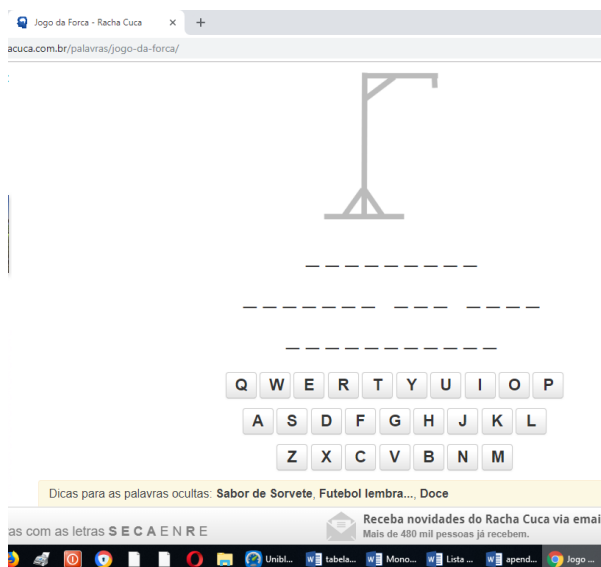 Jogo da Forca - Racha Cuca × +
acuca.com.br/palavras/jogo-da-forca/
_ _ _ _ _ _ _ _ _
_ _ _ _ _ _ _ _ _ _ _ _ _ _
_ _ _ _ _ _ _ _ _ _ _
Q W E R T Y U I O P
A S D F G H J K L
Z X C V B N M
Dicas para as palavras ocultas: Sabor de Sorvete, Futebol lembra..., Doce
as com as letras S E C A E N R E
Receba novidades do Racha Cuca via emai
Mais de 480 mil pessoas já recebem.
Unibl... tabela... Mono... Lista ... apend... Jogo ...